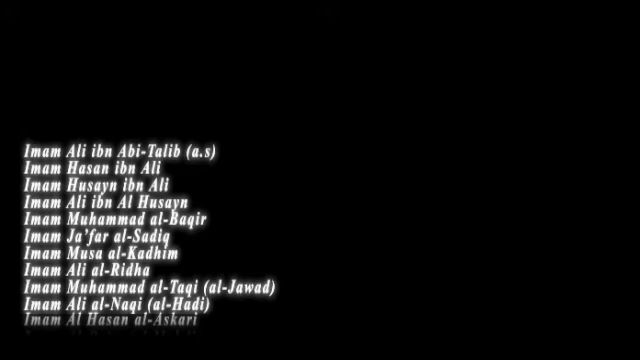 Imam Ali ibn Abi-Talib (a.s)
Imam Hasan ibn Ali
Imam Husayn ibn Ali
Imam Ali ibn Al Husayn
Imam Muhammad al-Baqir
Imam Ja'far al-Sadiq
Imam Musa al-Kadhim
Imam Ali al-Ridha
Imam Muhammad al-Taqi (al-Jawad)
Imam Ali al-Naqi (al-Hadi)
Imam Al Hasan al-Askari